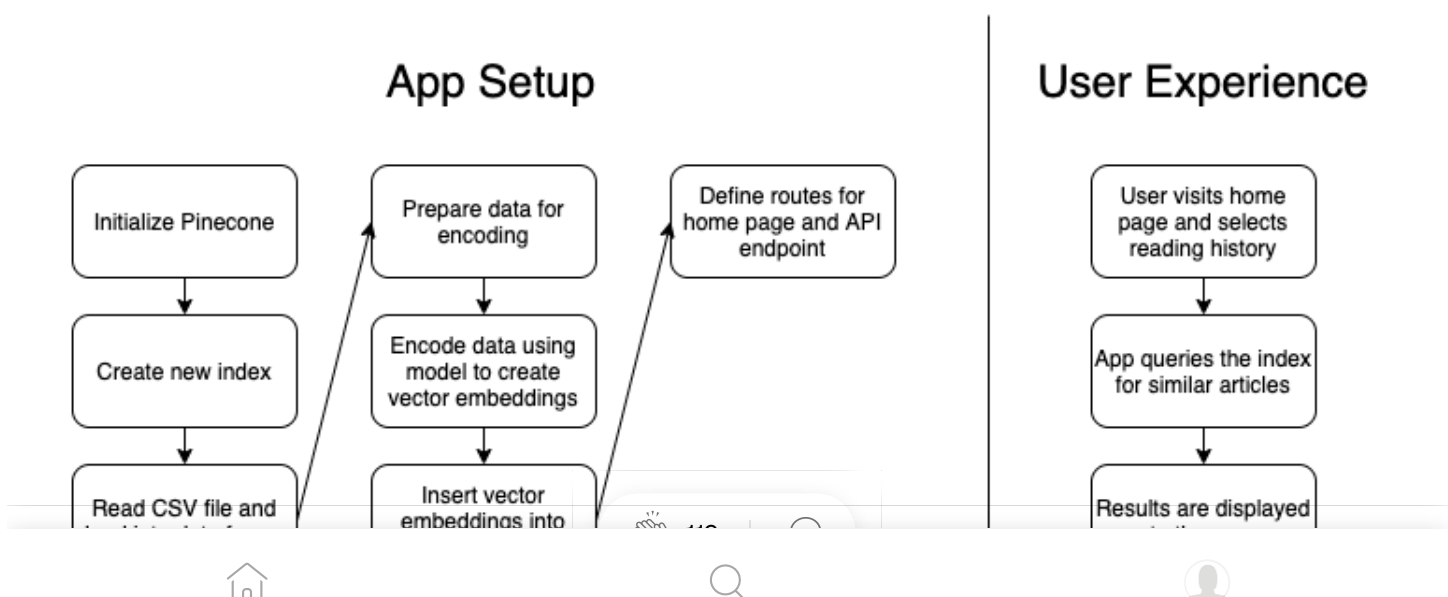 App Setup
User Experience
Initialize Pinecone
Create new index
Read CSV file and
Prepare data for
encoding
Encode data using
model to create
vector embeddings
Insert vector
embeddings into
Define routes for
home page and API
endpoint
User visits home
page and selects
reading history
App queries the index
for similar articles
Results are displayed